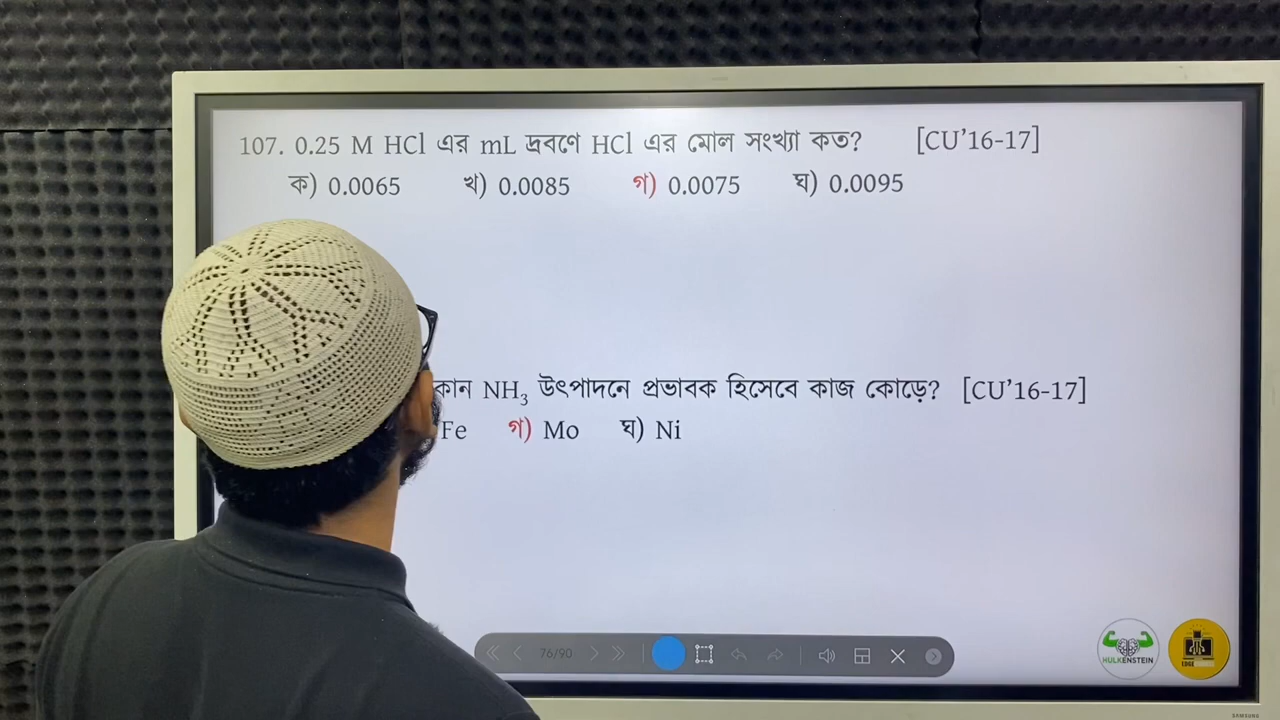 107. 0.25 M HCl এর mL দ্রবণে HCl এর মোল সংখ্যা কত? [CU’16-17]
ক) 0.0065 খ) 0.0085 গ) 0.0075 ঘ) 0.0095
NH₃ উৎপাদনে প্রভাবক হিসেবে কাজ কোড়ে? [CU’16-17]
Fe গ) Mo ঘ) Ni
76/90
HULKENSTEIN
SAMSUNG